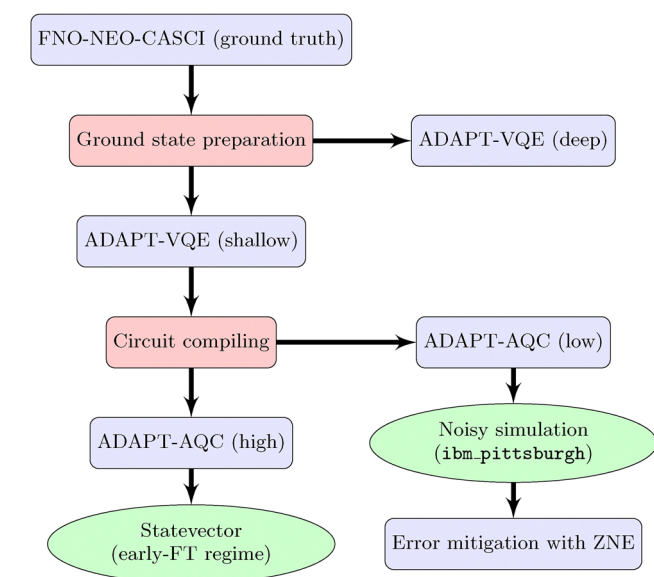 FNO-NEO-CASCI (ground truth)
Ground state preparation
ADAPT-VQE (deep)
ADAPT-VQE (shallow)
Circuit compiling
ADAPT-AQC (low)
ADAPT-AQC (high)
Noisy simulation
(ibm_pittsburgh)
Statevector
(early-FT regime)
Error mitigation with ZNE